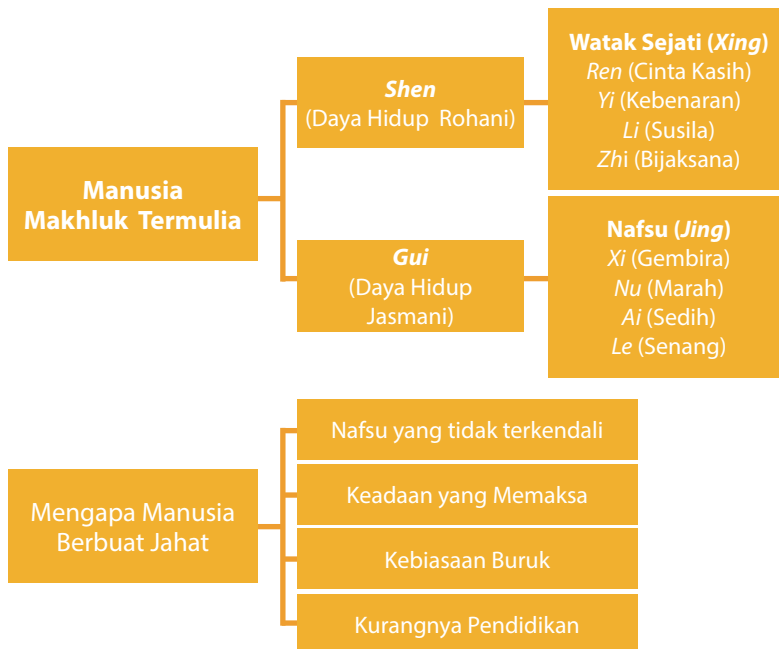 Manusia
Makhluk Termulia
Shen
(Daya Hidup Rohani)
Watak Sejati (Xing)
Ren (Cinta Kasih)
Yi (Kebenaran)
Li (Susila)
Zhi (Bijaksana)
Gui
(Daya Hidup
Jasmani)
Nafsu (Jing)
Xi (Gembira)
Nu (Marah)
Ai (Sedih)
Le (Senang)
Mengapa Manusia
Berbuat Jahat
Nafsu yang tidak terkendali
Keadaan yang Memaksa
Kebiasaan Buruk
Kurangnya Pendidikan